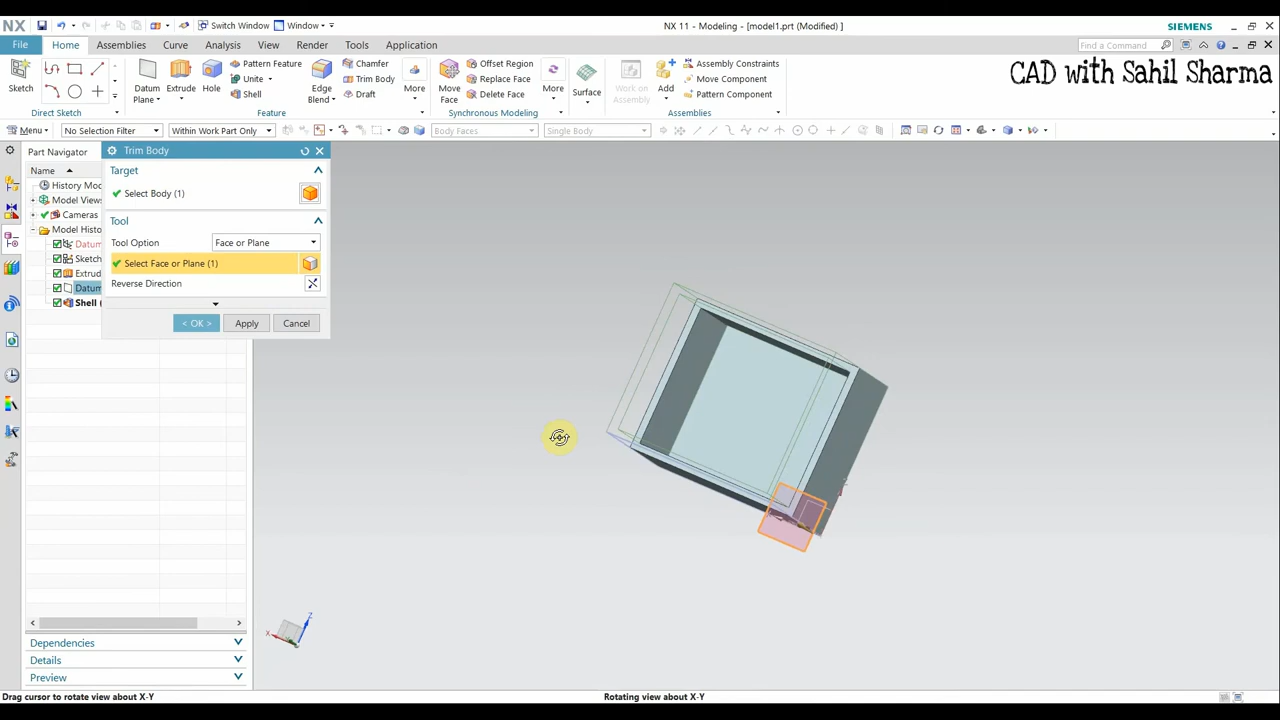 NX
Switch Window
Window
NX 11 - Modeling - [model1.prt (Modified) ]
SIEMENS
File
Home
Assemblies
Curve
Analysis
View
Render
Tools
Application
Find a Command
CAD with Sahil Sharma
Sketch
Direct Sketch
Datum
Plane
Extrude
Hole
Pattern Feature
Unite
Shell
Edge
Blend
Chamfer
Trim Body
Draft
More
Feature
Move
Face
Offset Region
Replace Face
Delete Face
More
Synchronous Modeling
Surface
Work on
Assembly
Add
Assembly Constraints
Move Component
Pattern Component
Assemblies
Menu
No Selection Filter
Within Work Part Only
Body Faces
Single Body
Part Navigator
Name
History Mod
Model Views
Cameras
Model Histo
Datum
Sketch
Extrud
Datum
Shell (
Trim Body
Target
Select Body (1)
Tool
Tool Option
Face or Plane
Select Face or Plane (1)
Reverse Direction
< OK >
Apply
Cancel
Z
X
Dependencies
Details
Preview
Drag cursor to rotate view about X-Y
Rotating view about X-Y